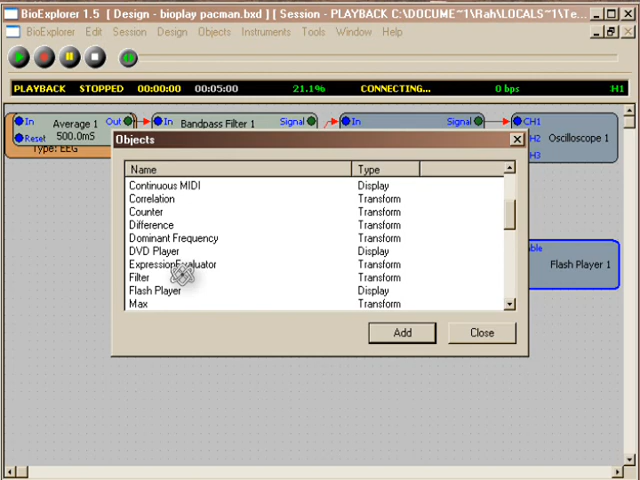 BioExplorer 1.5 [ Design - bioplay pacman.bxd ] [ Session - PLAYBACK C:\DOCUME~1\Rah\LOCALS~1\Te...
BioExplorer Edit Session Design Objects Instruments Tools Window Help
PLAYBACK STOPPED 00:00:00 00:05:00 21.1% CONNECTING... 0 bps H1
In Average 1 Out In Bandpass Filter 1 Signal In Signal CH1
Reset 500.0mS H2 Oscilloscope 1
Type: EEG H3
Objects
Name Type
Continuous MIDI Display
Correlation Transform
Counter Transform
Difference Transform
Dominant Frequency Transform
DVD Player Display
ExpressionEvaluator Transform
Filter Transform
Flash Player Display
Max Transform
able
Flash Player 1
Add Close